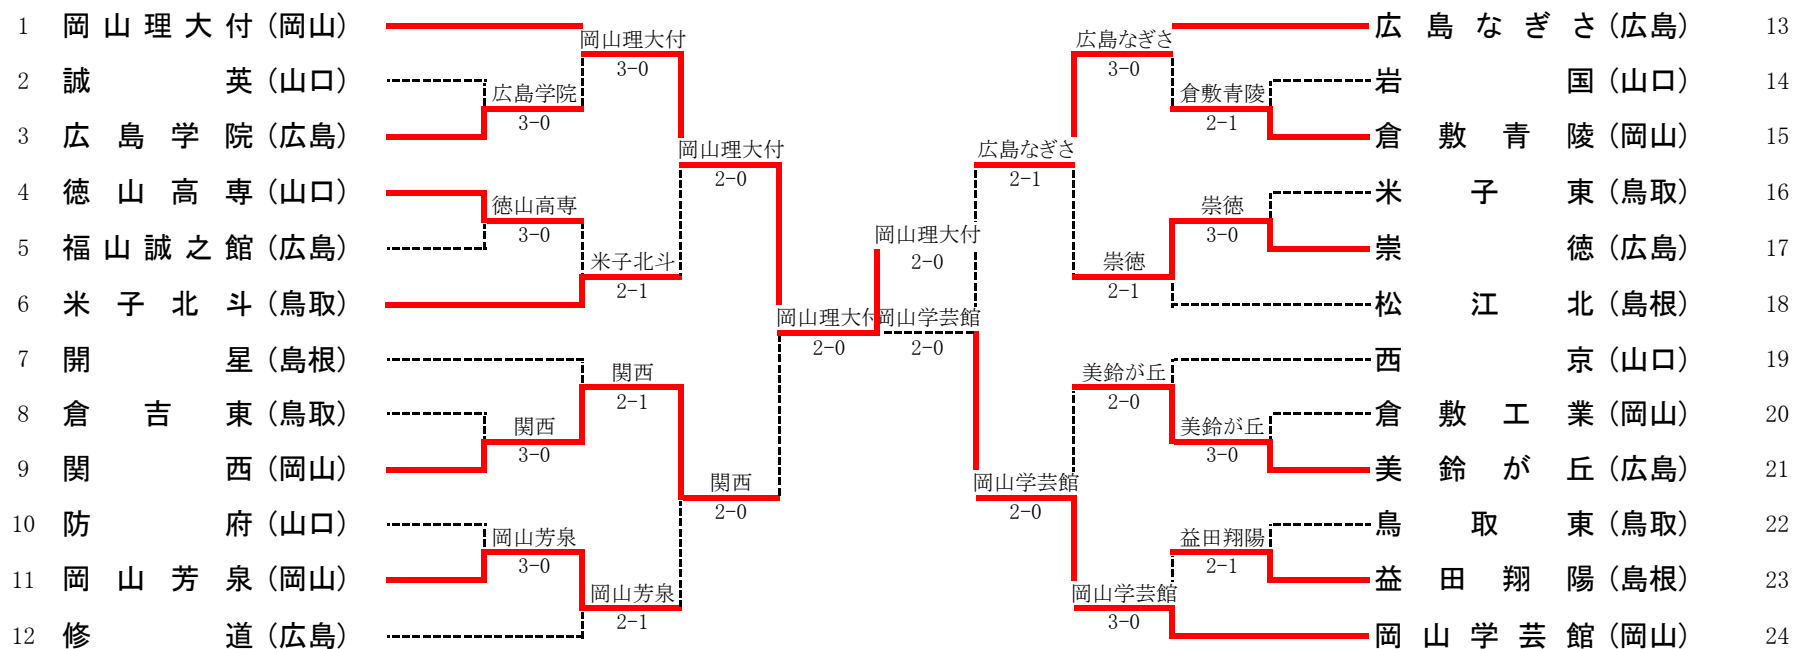 1 岡山理大付(岡山)
2 誠英(山口)
3 広島学院(広島)
4 徳山高専(山口)
5 福山誠之館(広島)
6 米子北斗(鳥取)
7 開星(島根)
8 倉吉東(鳥取)
9 関西(岡山)
10 防府(山口)
11 岡山芳泉(岡山)
12 修道(広島)
広島学院
3-0
徳山高専
3-0
関西
3-0
岡山芳泉
3-0
岡山理大付
3-0
米子北斗
2-1
関西
2-1
岡山芳泉
2-1
岡山理大付
2-0
関西
2-0
岡山理大付
2-0
岡山理大付
2-0
岡山学芸館
2-0
広島なぎさ
2-1
岡山学芸館
2-0
広島なぎさ
3-0
崇徳
2-1
美鈴が丘
2-0
岡山学芸館
3-0
倉敷青陵
2-1
崇徳
3-0
美鈴が丘
3-0
益田翔陽
2-1
広島なぎさ(広島) 13
岩国(山口) 14
倉敷青陵(岡山) 15
米子東(鳥取) 16
崇徳(広島) 17
松江北(島根) 18
西京(山口) 19
倉敷工業(岡山) 20
美鈴が丘(広島) 21
鳥取東(鳥取) 22
益田翔陽(島根) 23
岡山学芸館(岡山) 24